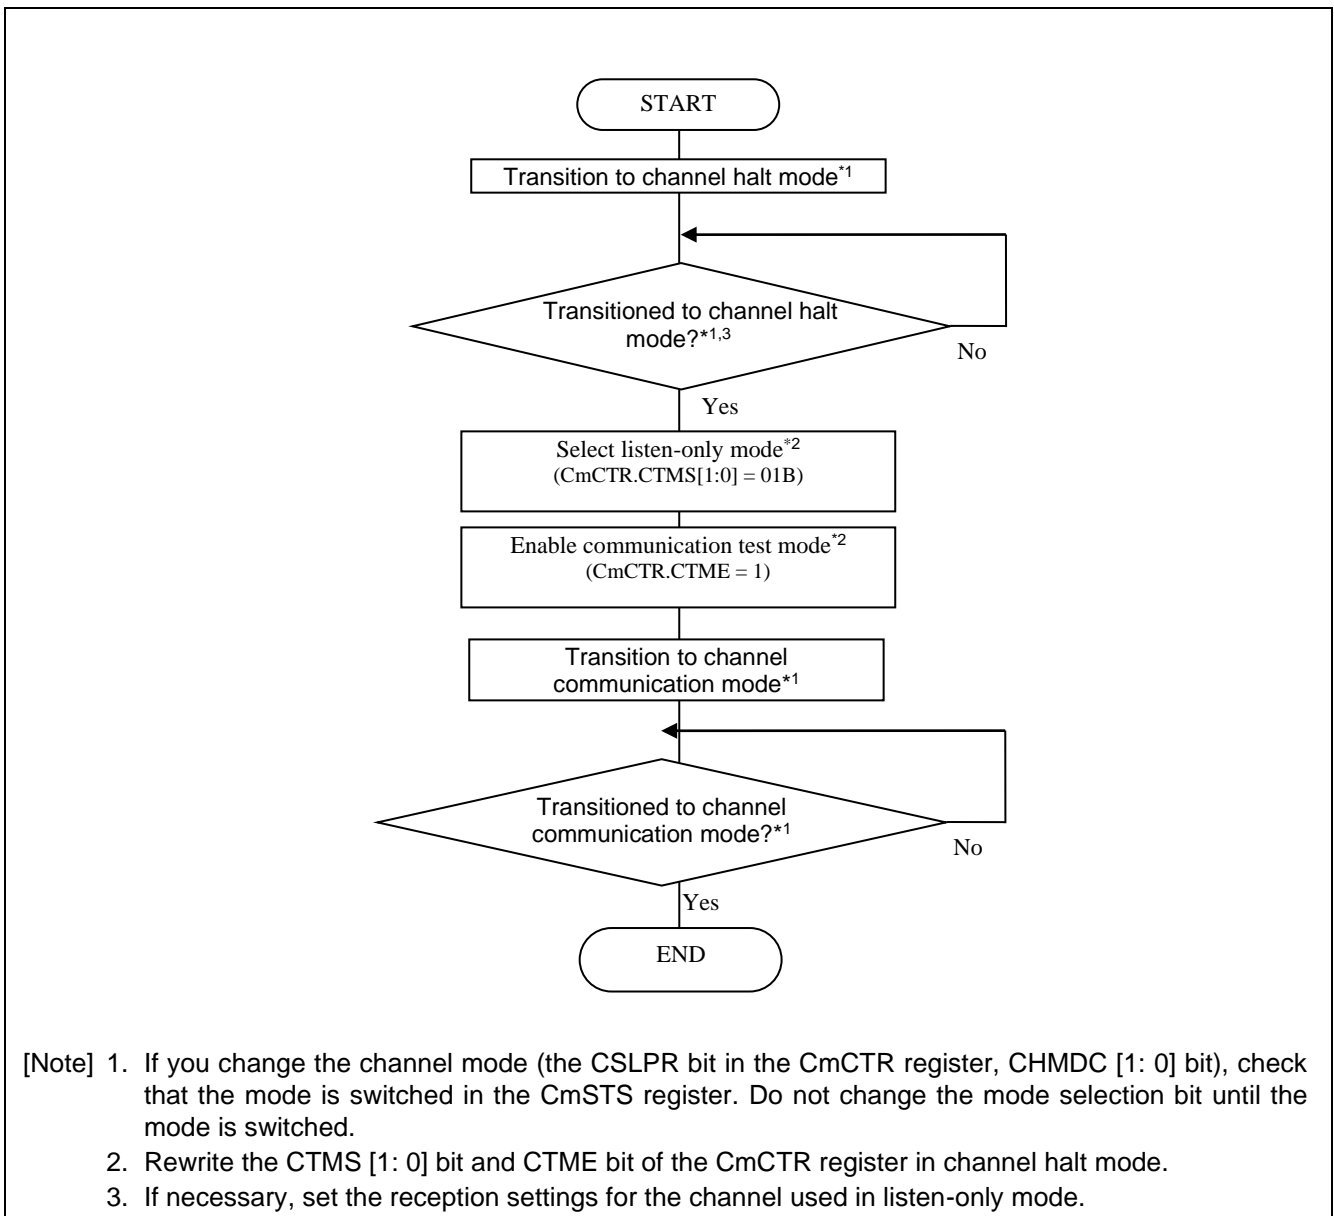 START
Transition to channel halt mode*1
Transitioned to channel halt
mode?*1,3
No
Yes
Select listen-only mode*2
(CmCTR.CTMS[1:0] = 01B)
Enable communication test mode*2
(CmCTR.CTME = 1)
Transition to channel
communication mode*1
Transitioned to channel
communication mode?*1
No
Yes
END
[Note] 1. If you change the channel mode (the CSLPR bit in the CmCTR register, CHMDC [1: 0] bit), check
that the mode is switched in the CmSTS register. Do not change the mode selection bit until the
mode is switched.
2. Rewrite the CTMS [1: 0] bit and CTME bit of the CmCTR register in channel halt mode.
3. If necessary, set the reception settings for the channel used in listen-only mode.